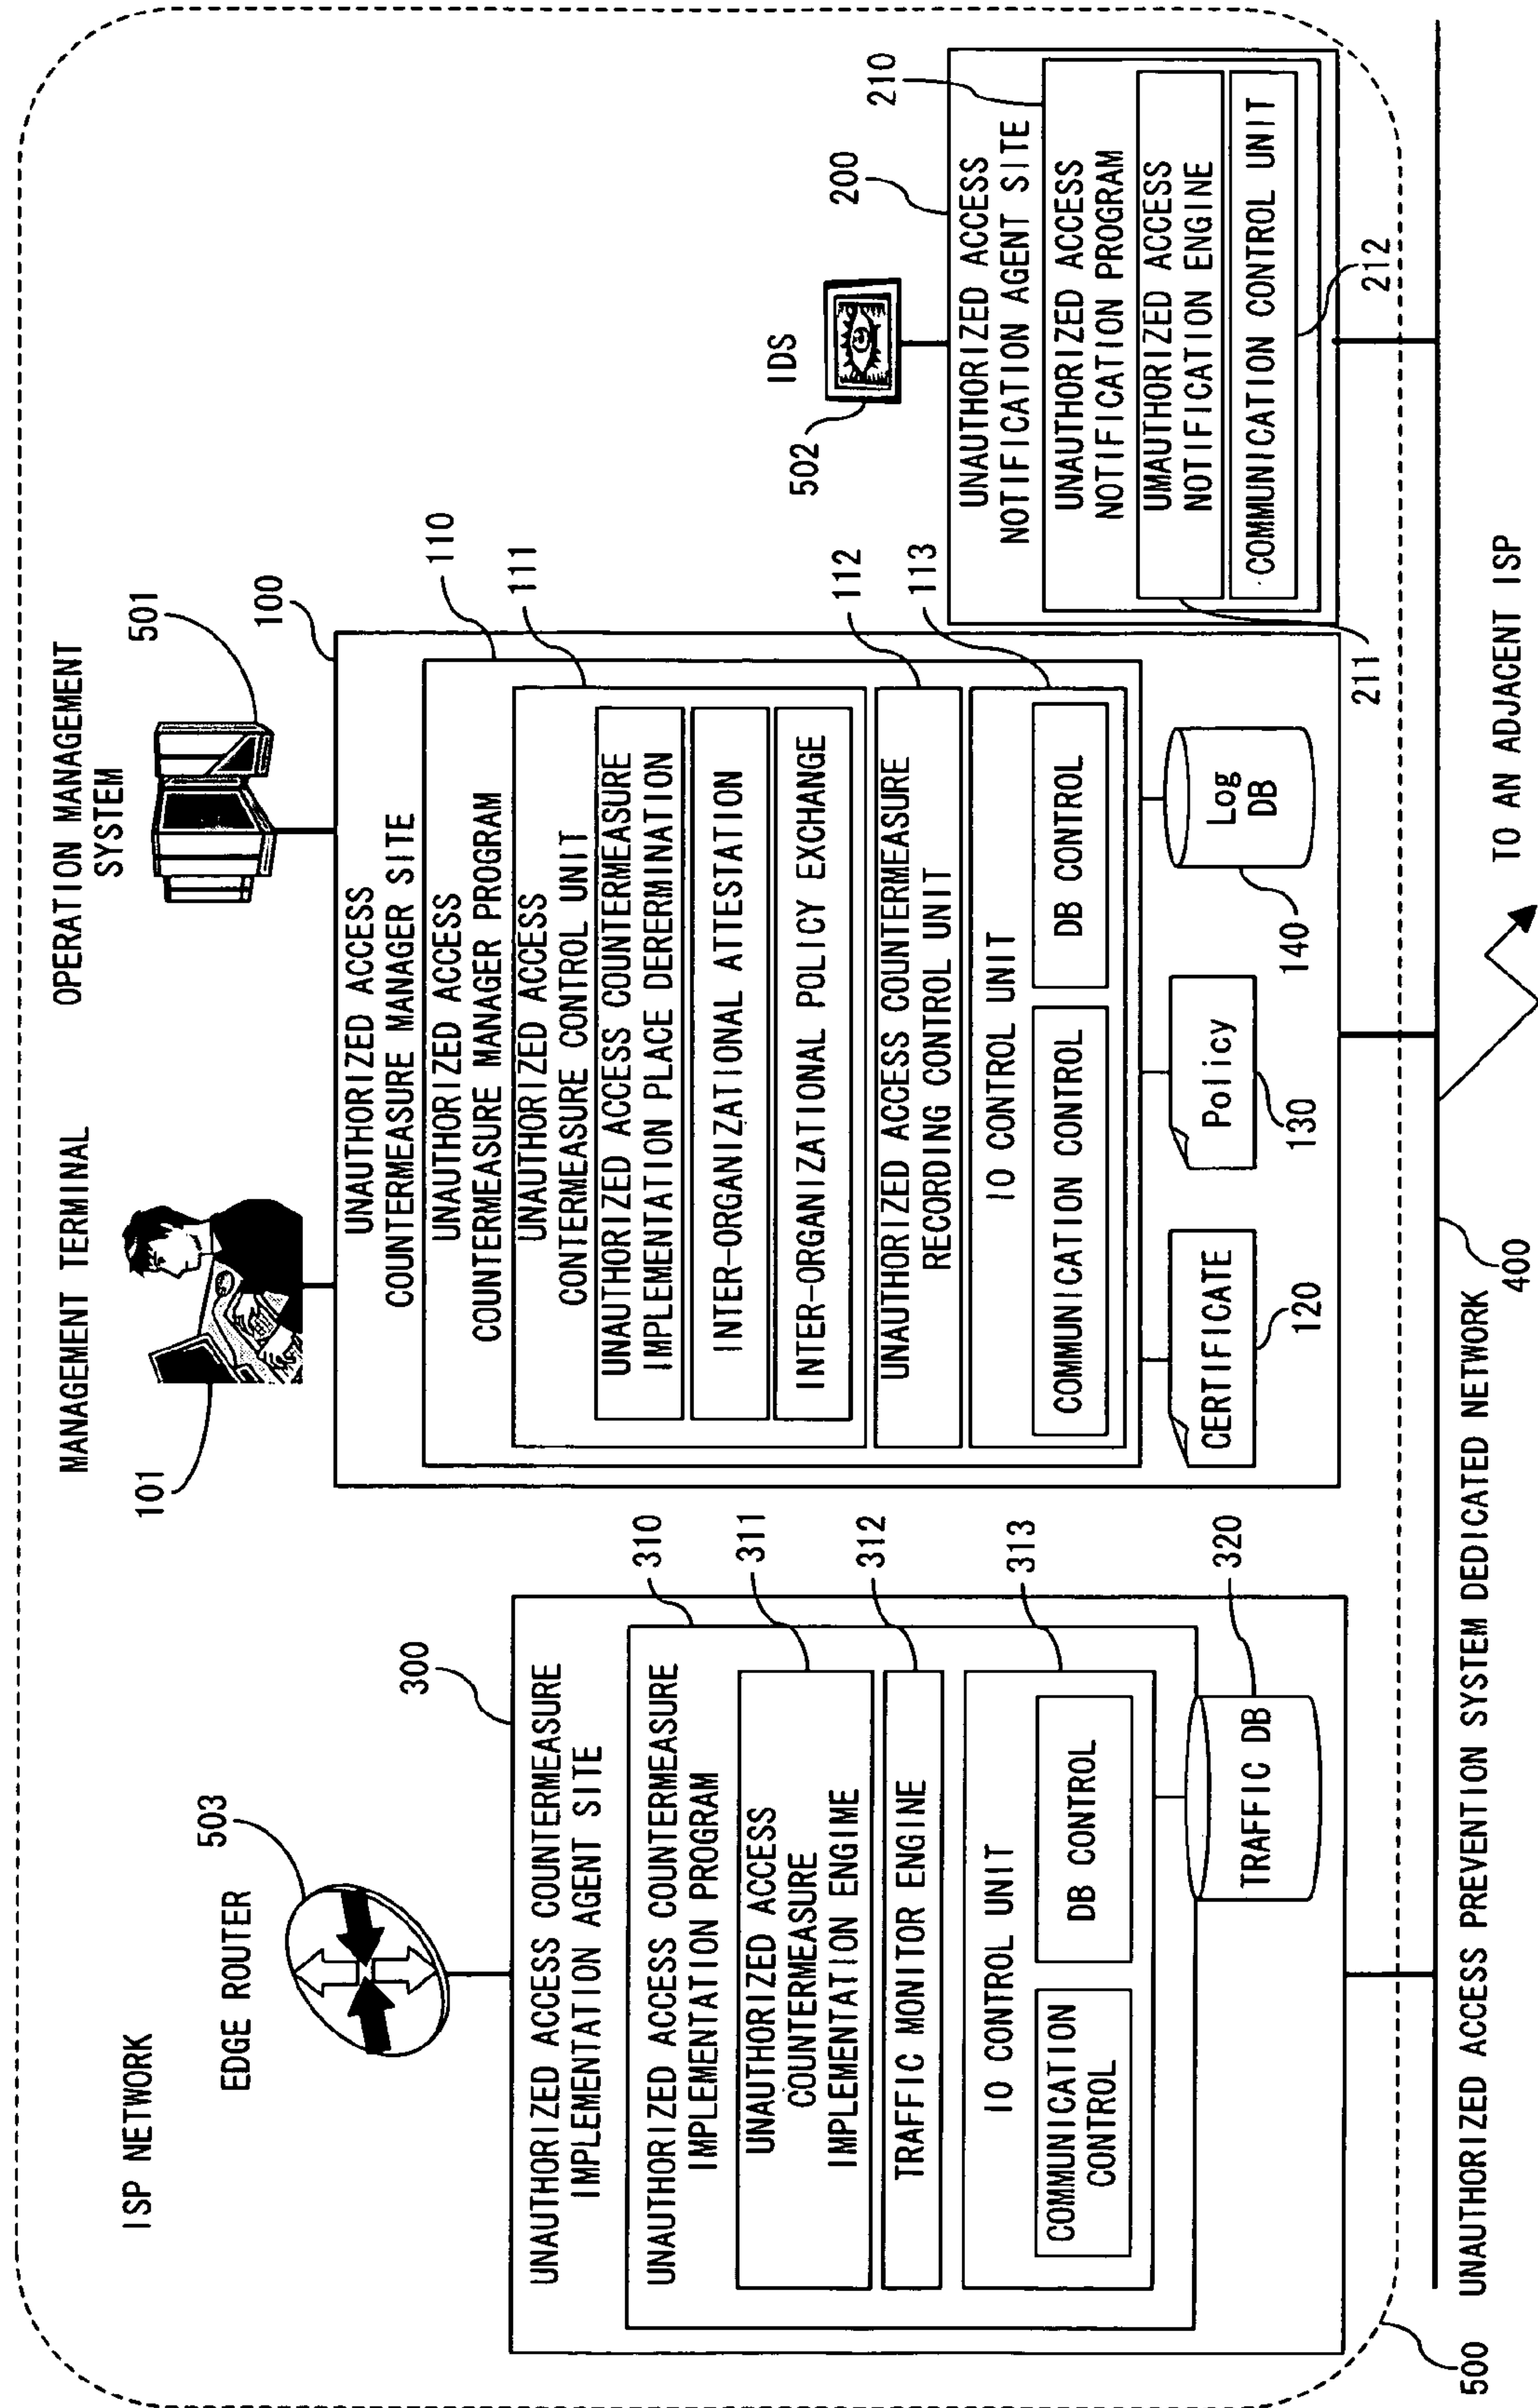 ISP NETWORK
EDGE ROUTER
503
300
UNAUTHORIZED ACCESS COUNTERMEASURE
IMPLEMENTATION AGENT SITE
310
UNAUTHORIZED ACCESS COUNTERMEASURE
IMPLEMENTATION PROGRAM
311
UNAUTHORIZED ACCESS
COUNTERMEASURE
IMPLEMENTATION ENGIME
312
TRAFFIC MONITOR ENGINE
313
IO CONTROL UNIT
COMMUNICATION
CONTROL
DB CONTROL
320
TRAFFIC DB
MANAGEMENT TERMINAL
101
OPERATION MANAGEMENT
SYSTEM
501
100
UNAUTHORIZED ACCESS
COUNTERMEASURE MANAGER SITE
110
UNAUTHORIZED ACCESS
COUNTERMEASURE MANAGER PROGRAM
111
UNAUTHORIZED ACCESS
CONTERMEASURE CONTROL UNIT
UNAUTHORIZED ACCESS COUNTERMEASURE
IMPLEMENTATION PLACE DERERMINATION
INTER-ORGANIZATIONAL ATTESTATION
INTER-ORGANIZATIONAL POLICY EXCHANGE
112
UNAUTHORIZED ACCESS COUNTERMEASURE
RECORDING CONTROL UNIT
113
IO CONTROL UNIT
COMMUNICATION CONTROL
DB CONTROL
CERTIFICATE
120
Policy
130
Log
DB
140
IDS
502
200
UNAUTHORIZED ACCESS
NOTIFICATION AGENT SITE
210
UNAUTHORIZED ACCESS
NOTIFICATION PROGRAM
UMAUTHORIZED ACCESS
NOTIFICATION ENGINE
COMMUNICATION CONTROL UNIT
211
212
500
UNAUTHORIZED ACCESS PREVENTION SYSTEM DEDICATED NETWORK
400
TO AN ADJACENT ISP